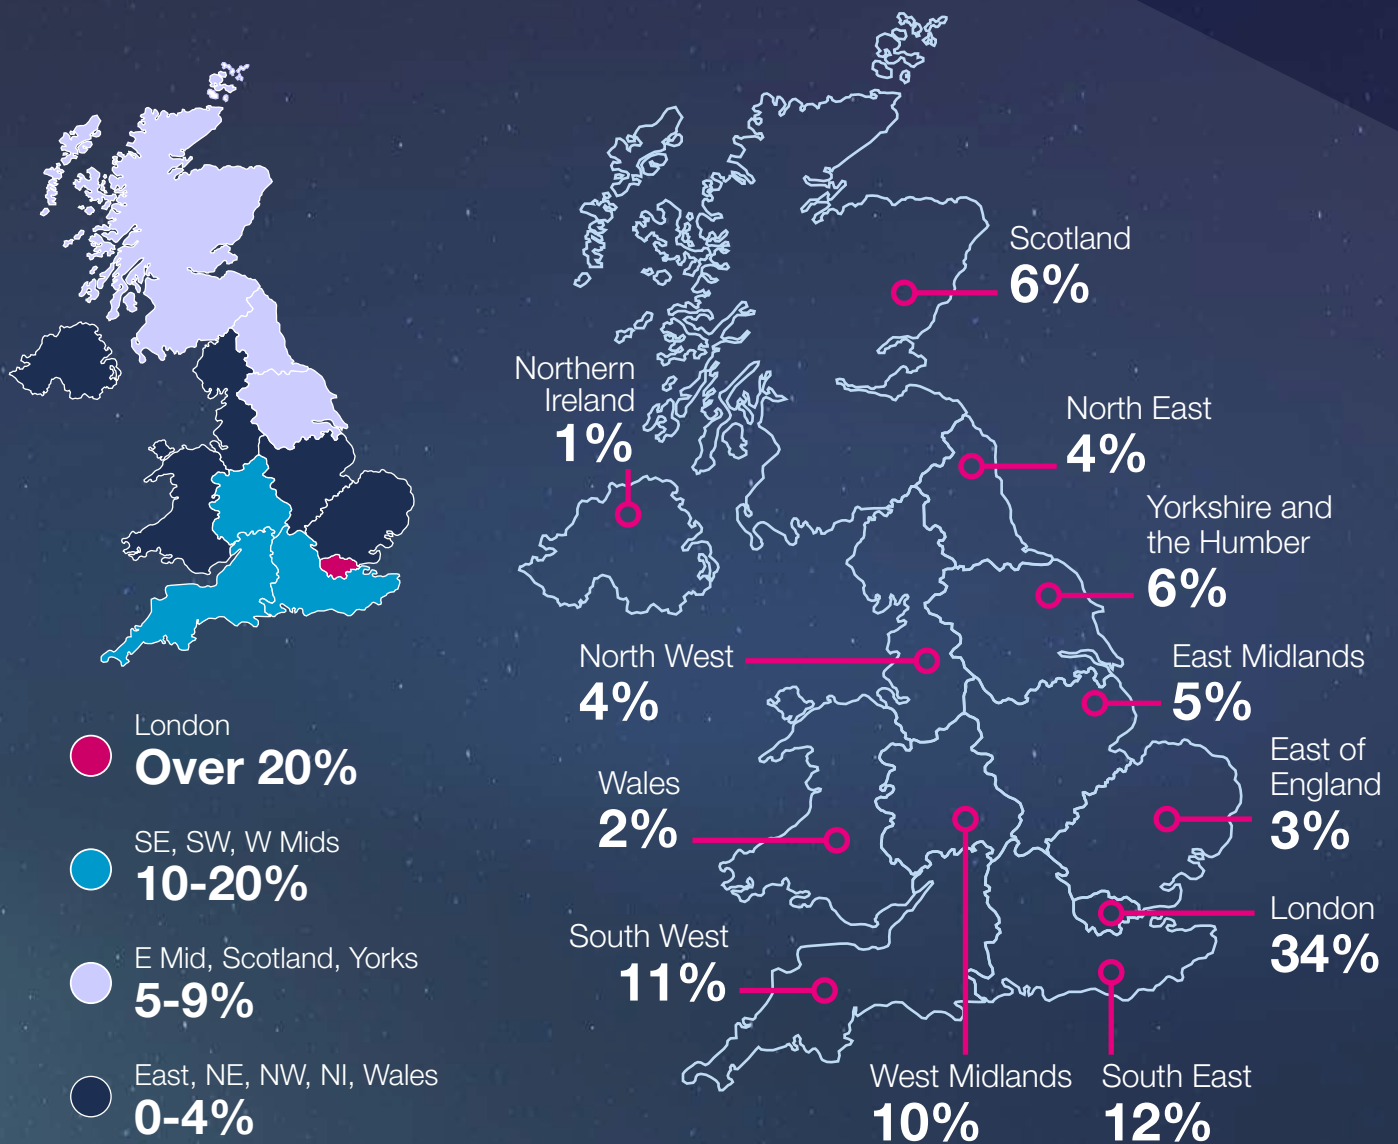 Scotland
6%
Northern
Ireland
1%
North East
4%
Yorkshire and
the Humber
6%
North West
4%
East Midlands
5%
East of
England
3%
Wales
2%
London
34%
South West
11%
West Midlands
10%
South East
12%
London
Over 20%
SE, SW, W Mids
10-20%
E Mid, Scotland, Yorks
5-9%
East, NE, NW, NI, Wales
0-4%